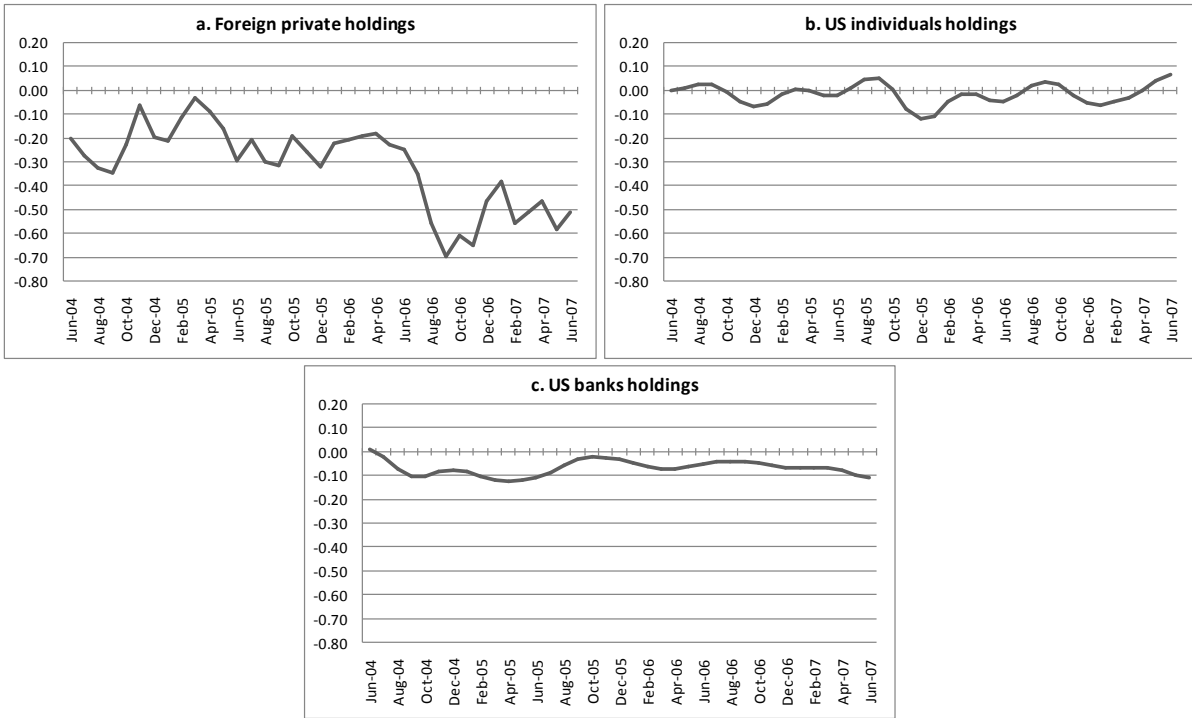 a. Foreign private holdings
0.20
0.10
0.00
-0.10
-0.20
-0.30
-0.40
-0.50
-0.60
-0.70
-0.80
Jun-04
Aug-04
Oct-04
Dec-04
Feb-05
Apr-05
Jun-05
Aug-05
Oct-05
Dec-05
Feb-06
Apr-06
Jun-06
Aug-06
Oct-06
Dec-06
Feb-07
Apr-07
Jun-07
b. US individuals holdings
0.20
0.10
0.00
-0.10
-0.20
-0.30
-0.40
-0.50
-0.60
-0.70
-0.80
Jun-04
Aug-04
Oct-04
Dec-04
Feb-05
Apr-05
Jun-05
Aug-05
Oct-05
Dec-05
Feb-06
Apr-06
Jun-06
Aug-06
Oct-06
Dec-06
Feb-07
Apr-07
Jun-07
c. US banks holdings
0.20
0.10
0.00
-0.10
-0.20
-0.30
-0.40
-0.50
-0.60
-0.70
-0.80
Jun-04
Aug-04
Oct-04
Dec-04
Feb-05
Apr-05
Jun-05
Aug-05
Oct-05
Dec-05
Feb-06
Apr-06
Jun-06
Aug-06
Oct-06
Dec-06
Feb-07
Apr-07
Jun-07